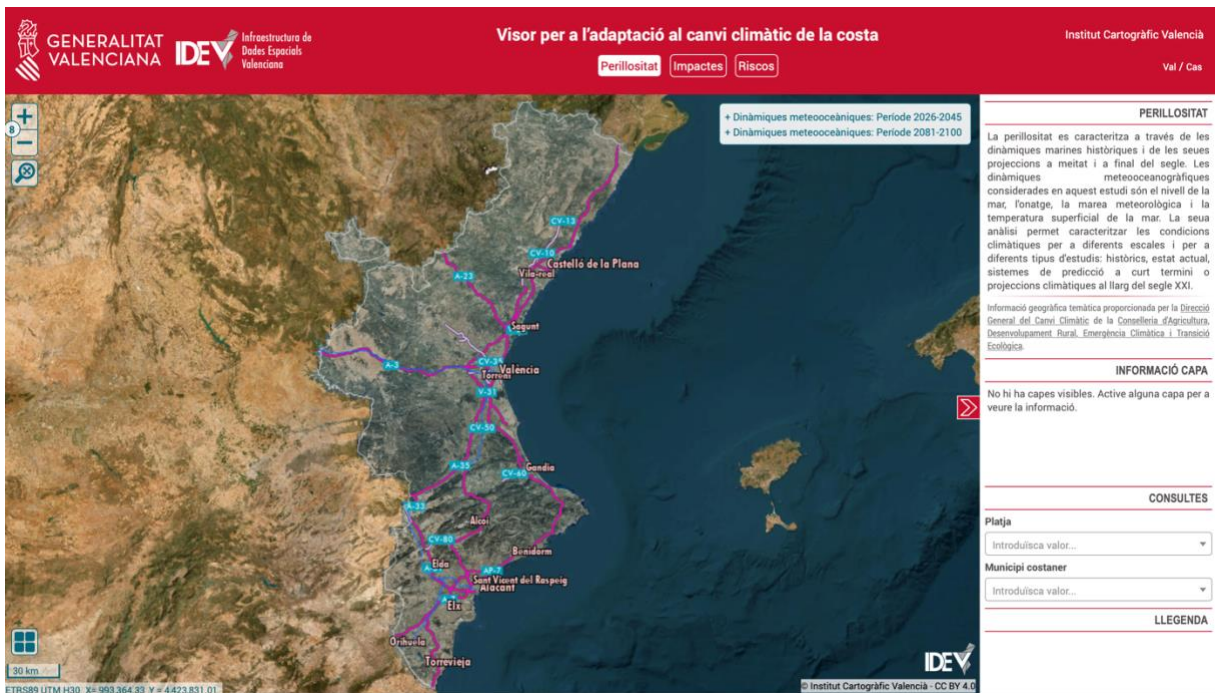 GENERALITAT
VALENCIANA
IDEV
Infraestructura de
Dades Espacials
Valenciana
Visor per a l'adaptació al canvi climàtic de la costa
Perillositat
Impactes
Riscos
Institut Cartogràfic Valencià
Val / Cas
+
8
−
+ Dinàmiques meteooceàniques: Període 2026-2045
+ Dinàmiques meteooceàniques: Període 2081-2100
CV-13
CV-10
Castelló de la Plana
Vila-real
A-23
Sagunt
A-3
CV-35
València
Torrent
V-31
CV-50
A-35
Gandia
CV-60
A-33
Alcoi
CV-80
Benidorm
Elda
AP-7
Sant Vicent del Raspeig
Alacant
Elx
Orihuela
Torrevieja
30 km
ETRS89 UTM H30 X= 993.364,33 Y = 4.423.831,01
IDEV
© Institut Cartogràfic Valencià - CC BY 4.0
PERILLOSITAT
La perillositat es caracteritza a través de les
dinàmiques marines històriques i de les seues
projeccions a meitat i a final del segle. Les
dinàmiques meteooceanogràfiques
considerades en aquest estudi són el nivell de la
mar, l'onatge, la marea meteorològica i la
temperatura superficial de la mar. La seua
anàlisi permet caracteritzar les condicions
climàtiques per a diferents escales i per a
diferents tipus d'estudis: històrics, estat actual,
sistemes de predicció a curt termini o
projeccions climàtiques al llarg del segle XXI.
Informació geogràfica temàtica proporcionada per la Direcció
General del Canvi Climàtic de la Conselleria d'Agricultura,
Desenvolupament Rural, Emergència Climàtica i Transició
Ecològica.
INFORMACIÓ CAPA
No hi ha capes visibles. Active alguna capa per a
veure la informació.
CONSULTES
Platja
Introduïsca valor...
Municipi costaner
Introduïsca valor...
LLEGENDA